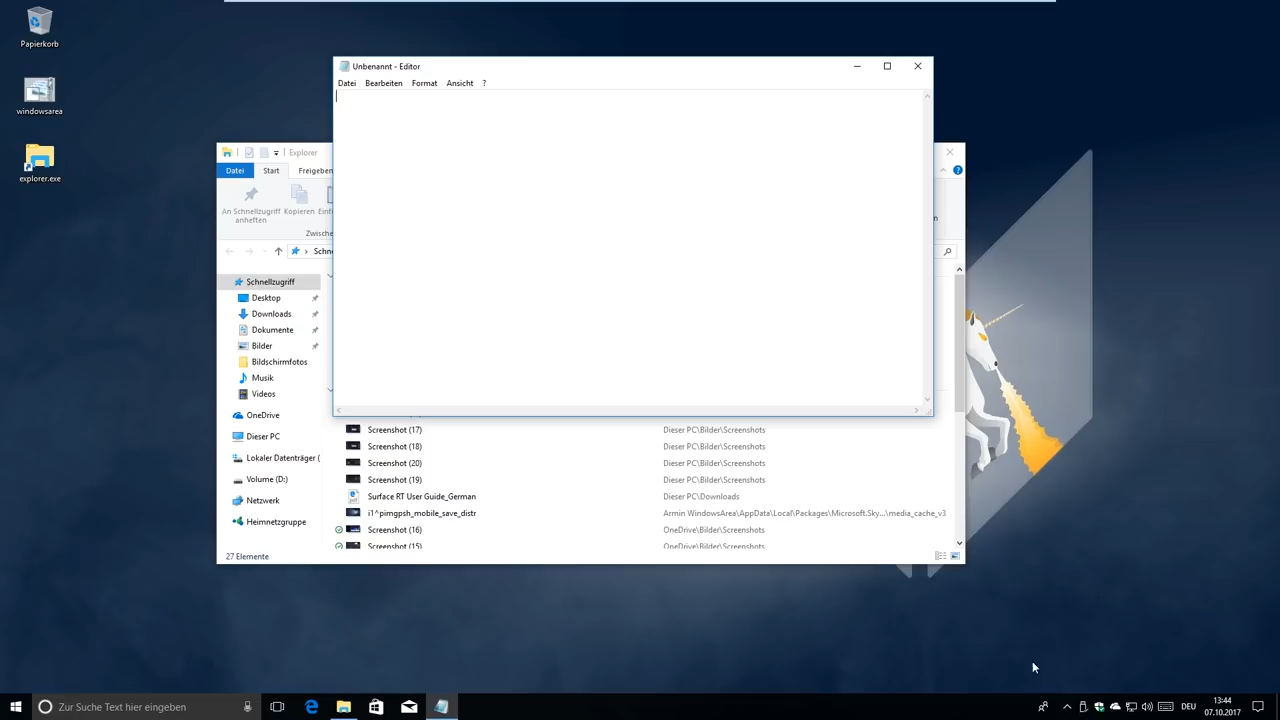 Papierkorb
windowsarea
explorer.exe
Unbenannt - Editor
Datei Bearbeiten Format Ansicht ?
Explorer
Datei Start Freigeben
An Schnellzugriff anheften
Kopieren
Schnellzugriff
Desktop
Downloads
Dokumente
Bilder
Bildschirmfotos
Musik
Videos
OneDrive
Dieser PC
Lokaler Datenträger (
Volume (D:)
Netzwerk
Heimnetzgruppe
Screenshot (17) Dieser PC\Bilder\Screenshots
Screenshot (18) Dieser PC\Bilder\Screenshots
Screenshot (20) Dieser PC\Bilder\Screenshots
Screenshot (19) Dieser PC\Bilder\Screenshots
Surface RT User Guide_German Dieser PC\Downloads
i1^pimgpsh_mobile_save_distr Armin WindowsArea\AppData\Local\Packages\Microsoft.Sky...\media_cache_v3
Screenshot (16) OneDrive\Bilder\Screenshots
Screenshot (15) OneDrive\Bilder\Screenshots
27 Elemente
Zur Suche Text hier eingeben
DEU
13:44
07.10.2017